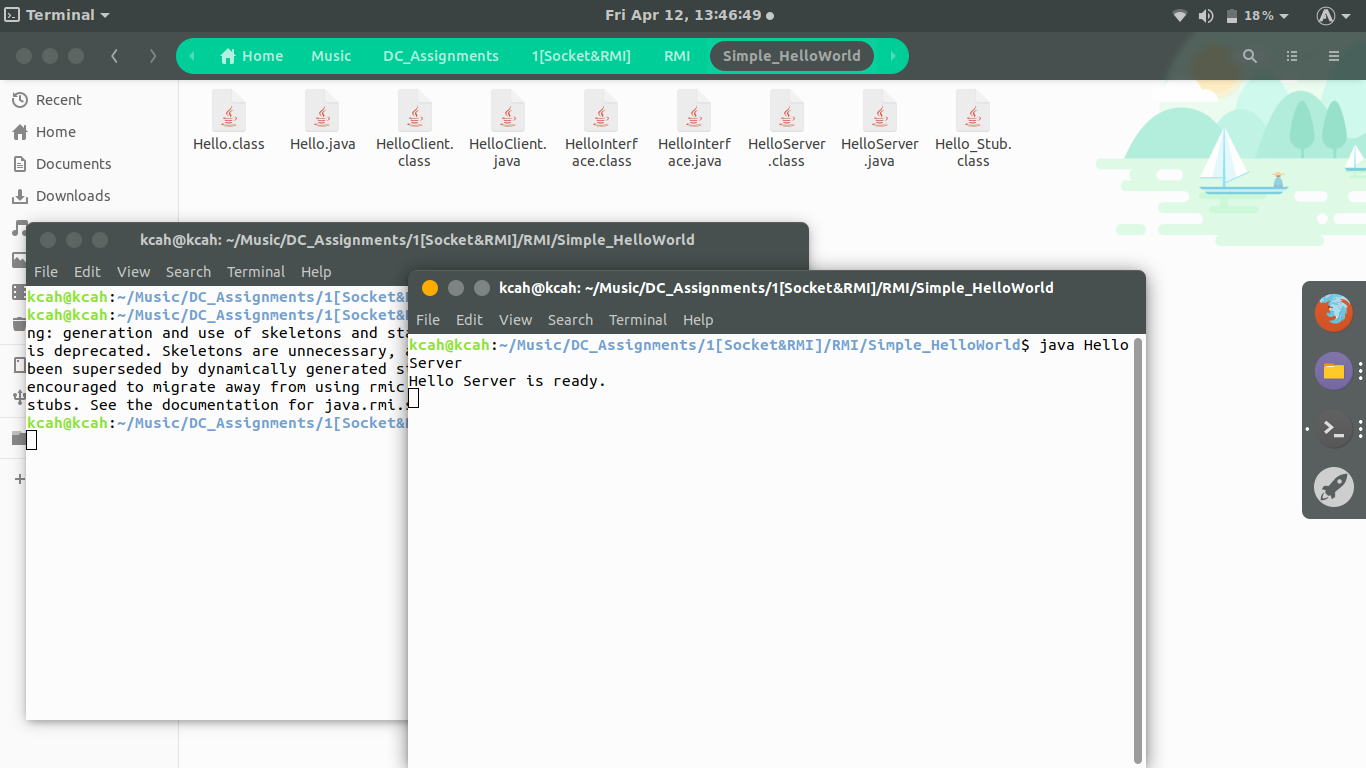 Terminal
Fri Apr 12, 13:46:49
18%
Home
Music
DC_Assignments
1[Socket&RMI]
RMI
Simple_HelloWorld
Recent
Home
Documents
Downloads
Hello.class
Hello.java
HelloClient.
class
HelloClient.
java
HelloInterf
ace.class
HelloInterf
ace.java
HelloServer
.class
HelloServer
.java
Hello_Stub.
class
kcah@kcah: ~/Music/DC_Assignments/1[Socket&RMI]/RMI/Simple_HelloWorld
File Edit View Search Terminal Help
kcah@kcah:~/Music/DC_Assignments/1[Socket&
kcah@kcah:~/Music/DC_Assignments/1[Socket&
ng: generation and use of skeletons and
is deprecated. Skeletons are unnecessary,
been superseded by dynamically generated
encouraged to migrate away from using rmic
stubs. See the documentation for java.rmi.
kcah@kcah:~/Music/DC_Assignments/1[Socket&
kcah@kcah: ~/Music/DC_Assignments/1[Socket&RMI]/RMI/Simple_HelloWorld
File Edit View Search Terminal Help
kcah@kcah:~/Music/DC_Assignments/1[Socket&RMI]/RMI/Simple_HelloWorld$ java Hello
Server
Hello Server is ready.